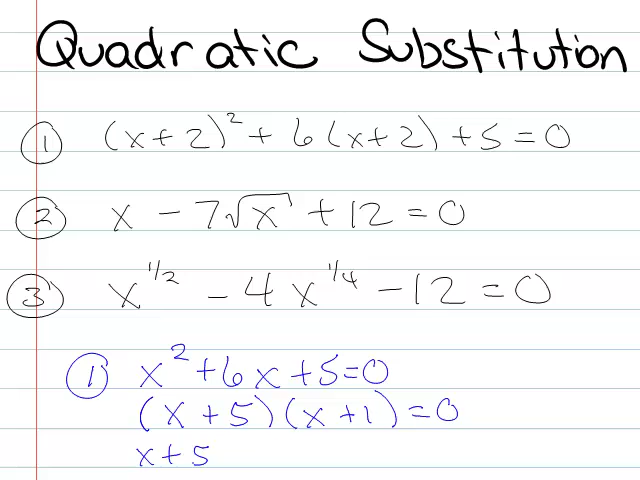 Quadratic Substitution
① (x+2)² + 6(x+2) + 5 = 0
② x - 7√x + 12 = 0
③ x^1/2 - 4x^1/4 - 12 = 0
① x² + 6x + 5 = 0
(x + 5)(x + 1) = 0
x + 5